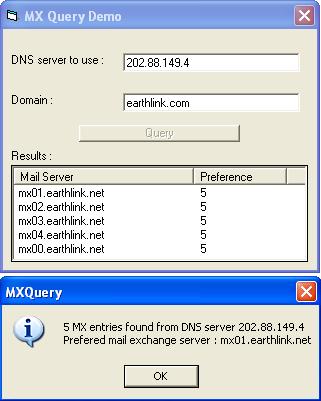 MX Query Demo
DNS server to use : 202.88.149.4
Domain : earthlink.com
Query
Results :
Mail Server Preference
mx01.earthlink.net 5
mx02.earthlink.net 5
mx03.earthlink.net 5
mx04.earthlink.net 5
mx00.earthlink.net 5
MXQuery
5 MX entries found from DNS server 202.88.149.4
Prefered mail exchange server : mx01.earthlink.net
OK